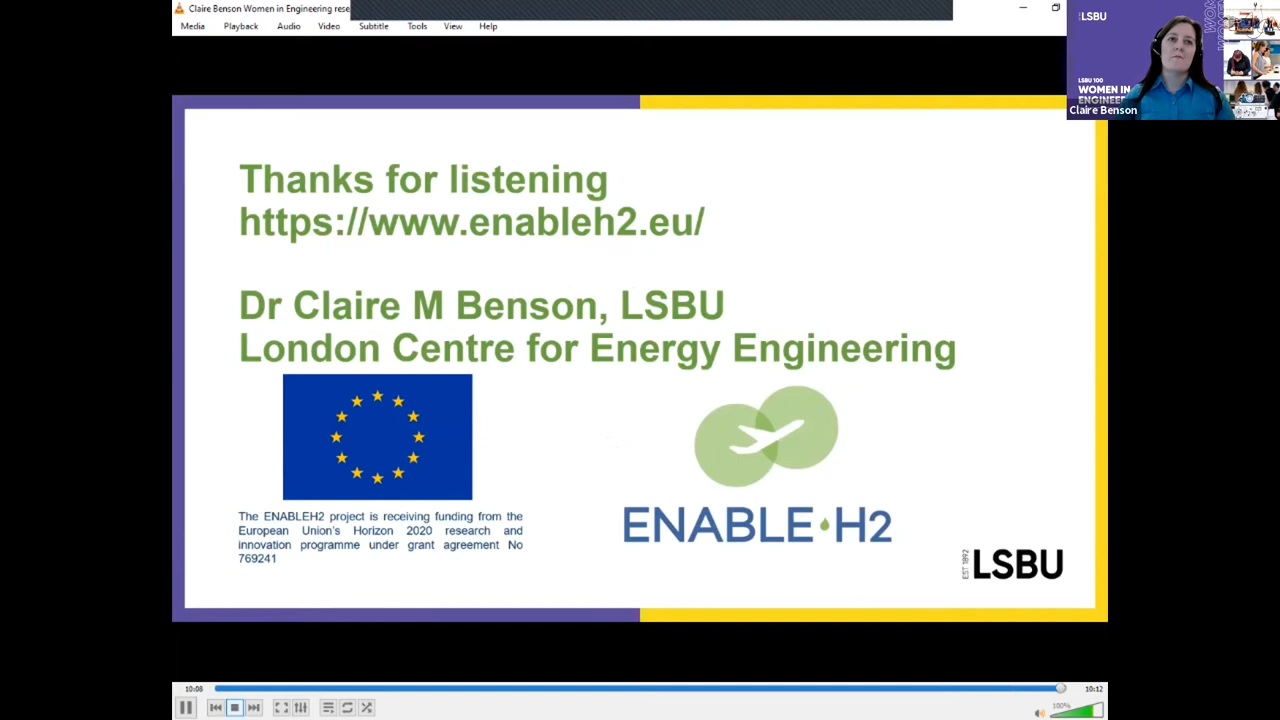 Claire Benson Women in Engineering rese
Media Playback Audio Video Subtitle Tools View Help
LSBU
LSBU 100
WOMEN IN
ENGINEER
Claire Benson
Thanks for listening
https://www.enableh2.eu/
Dr Claire M Benson, LSBU
London Centre for Energy Engineering
The ENABLEH2 project is receiving funding from the
European Union's Horizon 2020 research and
innovation programme under grant agreement No
769241
ENABLE H2
EST 1892 LSBU
10:08
10:12
100%